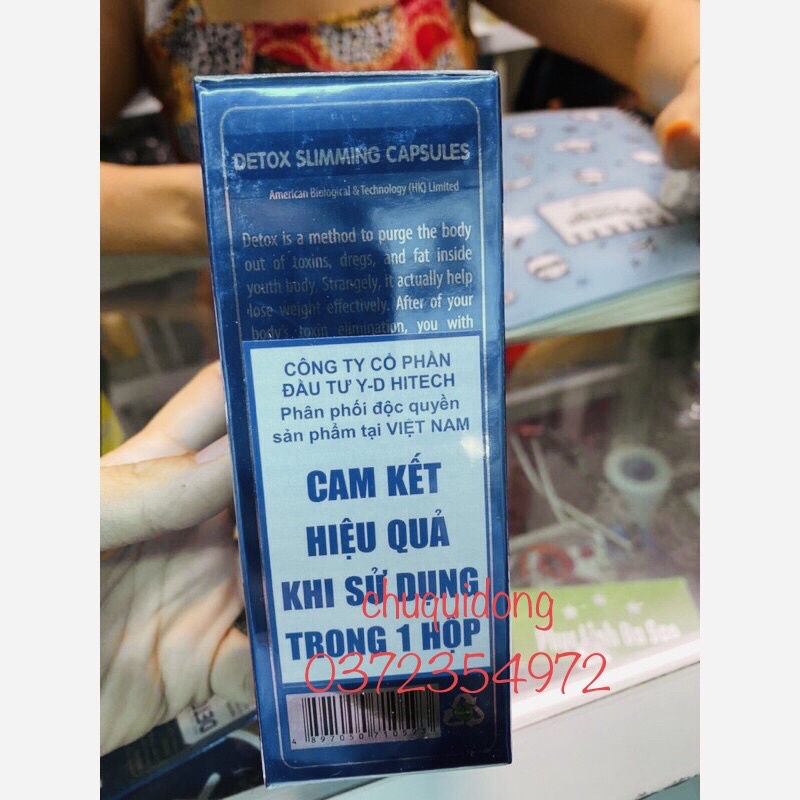 DETOX SLIMMING CAPSULES
American Biological & Technology (HK) Limited
Detox is a method to purge the body
out of toxins, dregs, and fat inside
youth body. Strangely, it actually help
lose weight effectively. After of your
body's toxin elimination, you with
CÔNG TY CỔ PHẦN
ĐẦU TƯ Y-D HITECH
Phân phối độc quyền
sản phẩm tại VIỆT NAM
CAM KẾT
HIỆU QUẢ
KHI SỬ DỤNG
TRONG 1 HỘP
chuquidong
0372354972